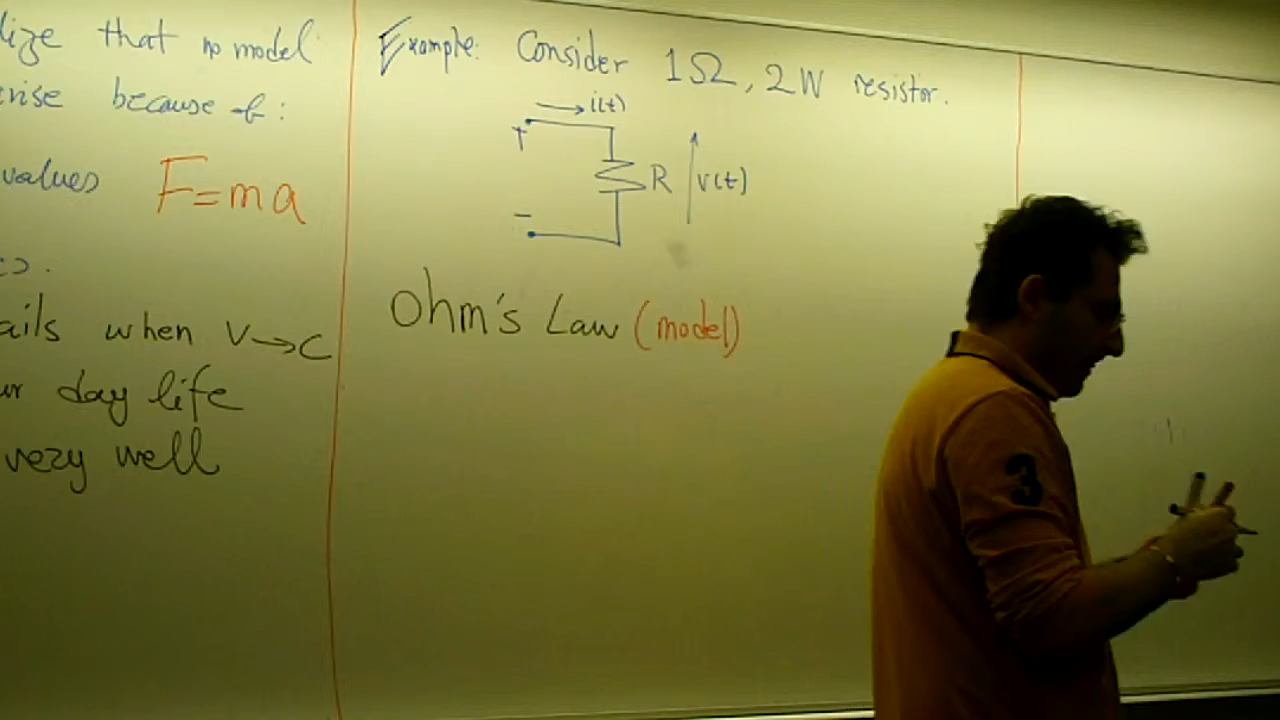 that no model
because of:
values F=ma
when V→C
day life
very well
Example: Consider 1Ω, 2W resistor.
i(t)
+
R v(t)
−
Ohm's Law (model)
3